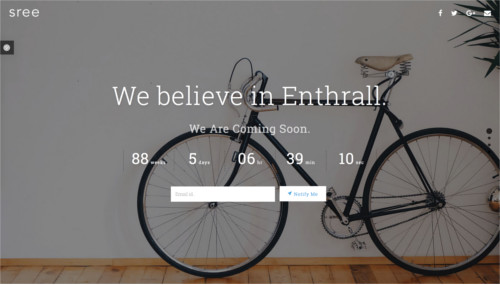 sree
We believe in Enthrall.
We Are Coming Soon.
88 weeks 5 days 06 hr 39 min 10 sec
Email id
Notify Me